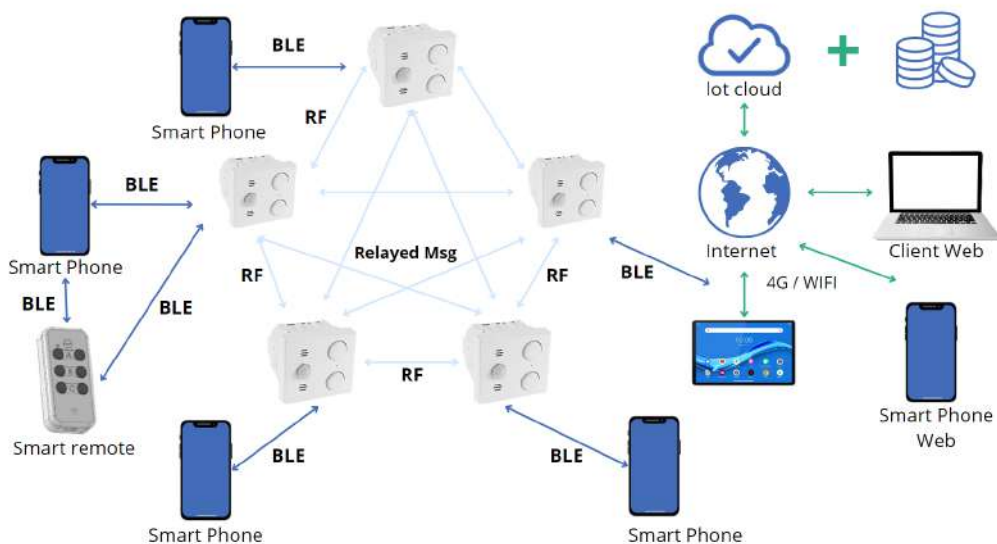 BLE
Smart Phone
RF
Iot cloud
BLE
Smart Phone
Relayed Msg
Internet
Client Web
BLE
RF
RF
BLE
4G / WIFI
BLE
RF
Smart remote
Smart Phone
Web
BLE
BLE
Smart Phone
Smart Phone